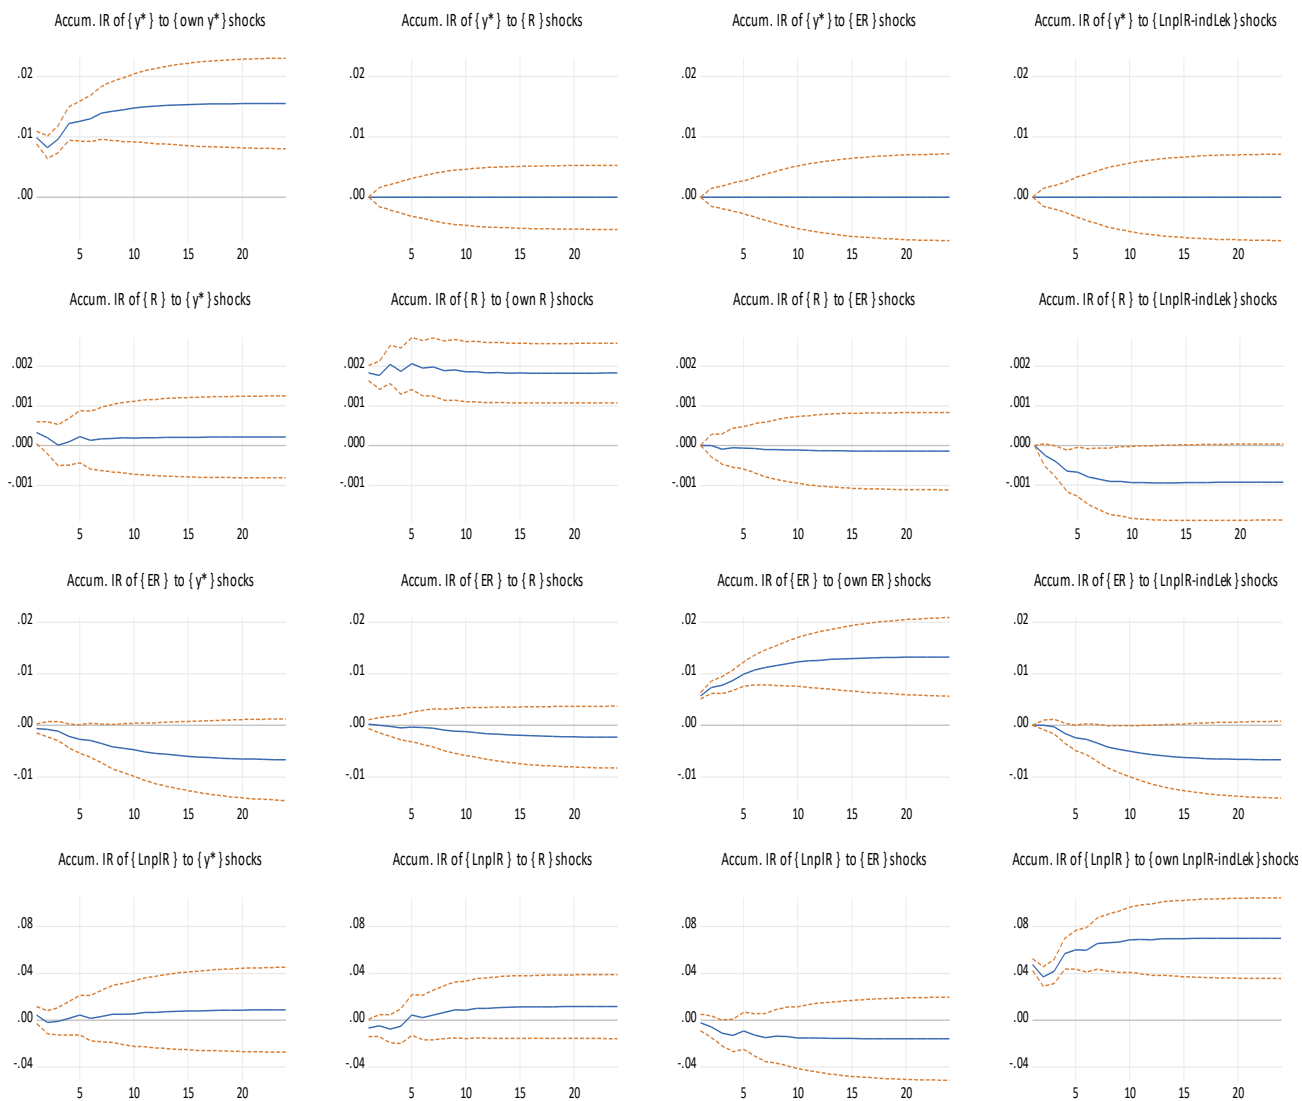 Accum. IR of { y* } to { own y* } shocks
Accum. IR of { y* } to { R } shocks
Accum. IR of { y* } to { ER } shocks
Accum. IR of { y* } to { LnplR-indLek } shocks
.02
.01
.00
5 10 15 20
.02
.01
.00
5 10 15 20
.02
.01
.00
5 10 15 20
.02
.01
.00
5 10 15 20
Accum. IR of { R } to { y* } shocks
Accum. IR of { R } to { own R } shocks
Accum. IR of { R } to { ER } shocks
Accum. IR of { R } to { LnplR-indLek } shocks
.002
.001
.000
-.001
5 10 15 20
.002
.001
.000
-.001
5 10 15 20
.002
.001
.000
-.001
5 10 15 20
.002
.001
.000
-.001
5 10 15 20
Accum. IR of { ER } to { y* } shocks
Accum. IR of { ER } to { R } shocks
Accum. IR of { ER } to { own ER } shocks
Accum. IR of { ER } to { LnplR-indLek } shocks
.02
.01
.00
-.01
5 10 15 20
.02
.01
.00
-.01
5 10 15 20
.02
.01
.00
-.01
5 10 15 20
.02
.01
.00
-.01
5 10 15 20
Accum. IR of { LnplR } to { y* } shocks
Accum. IR of { LnplR } to { R } shocks
Accum. IR of { LnplR } to { ER } shocks
Accum. IR of { LnplR } to { own LnplR-indLek } shocks
.08
.04
.00
-.04
5 10 15 20
.08
.04
.00
-.04
5 10 15 20
.08
.04
.00
-.04
5 10 15 20
.08
.04
.00
-.04
5 10 15 20